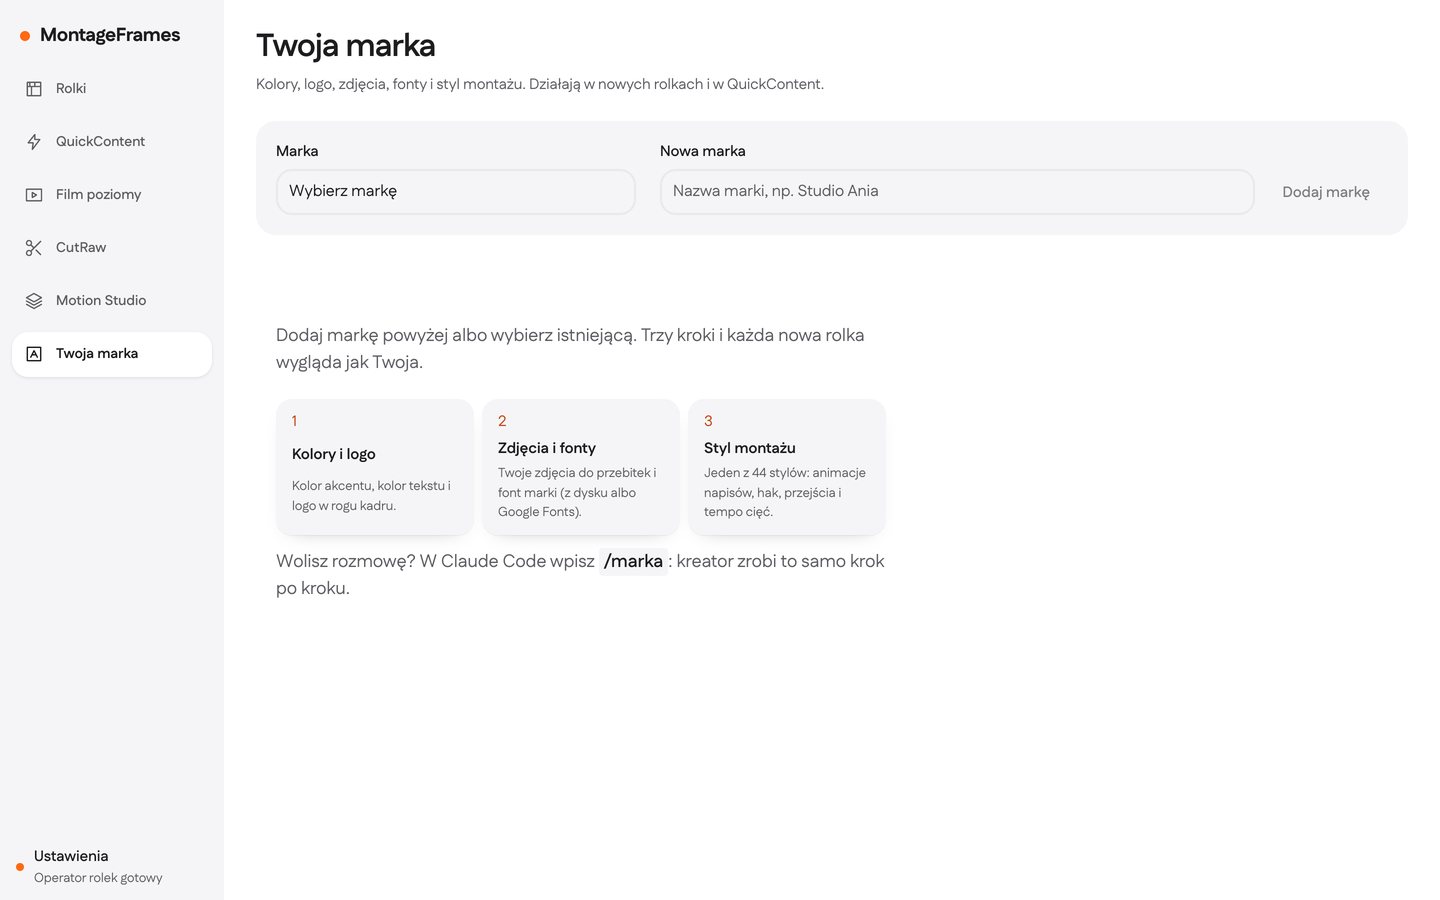 MontageFrames
Rolki
QuickContent
Film poziomy
CutRaw
Motion Studio
Twoja marka
Ustawienia
Operator rolek gotowy
Twoja marka
Kolory, logo, zdjęcia, fonty i styl montażu. Działają w nowych rolkach i w QuickContent.
Marka
Wybierz markę
Nowa marka
Nazwa marki, np. Studio Ania
Dodaj markę
Dodaj markę powyżej albo wybierz istniejącą. Trzy kroki i każda nowa rolka
wygląda jak Twoja.
1
Kolory i logo
Kolor akcentu, kolor tekstu i
logo w rogu kadru.
2
Zdjęcia i fonty
Twoje zdjęcia do przebitek i
font marki (z dysku albo
Google Fonts).
3
Styl montażu
Jeden z 44 stylów: animacje
napisów, hak, przejścia i
tempo cięć.
Wolisz rozmowę? W Claude Code wpisz /marka : kreator zrobi to samo krok
po kroku.